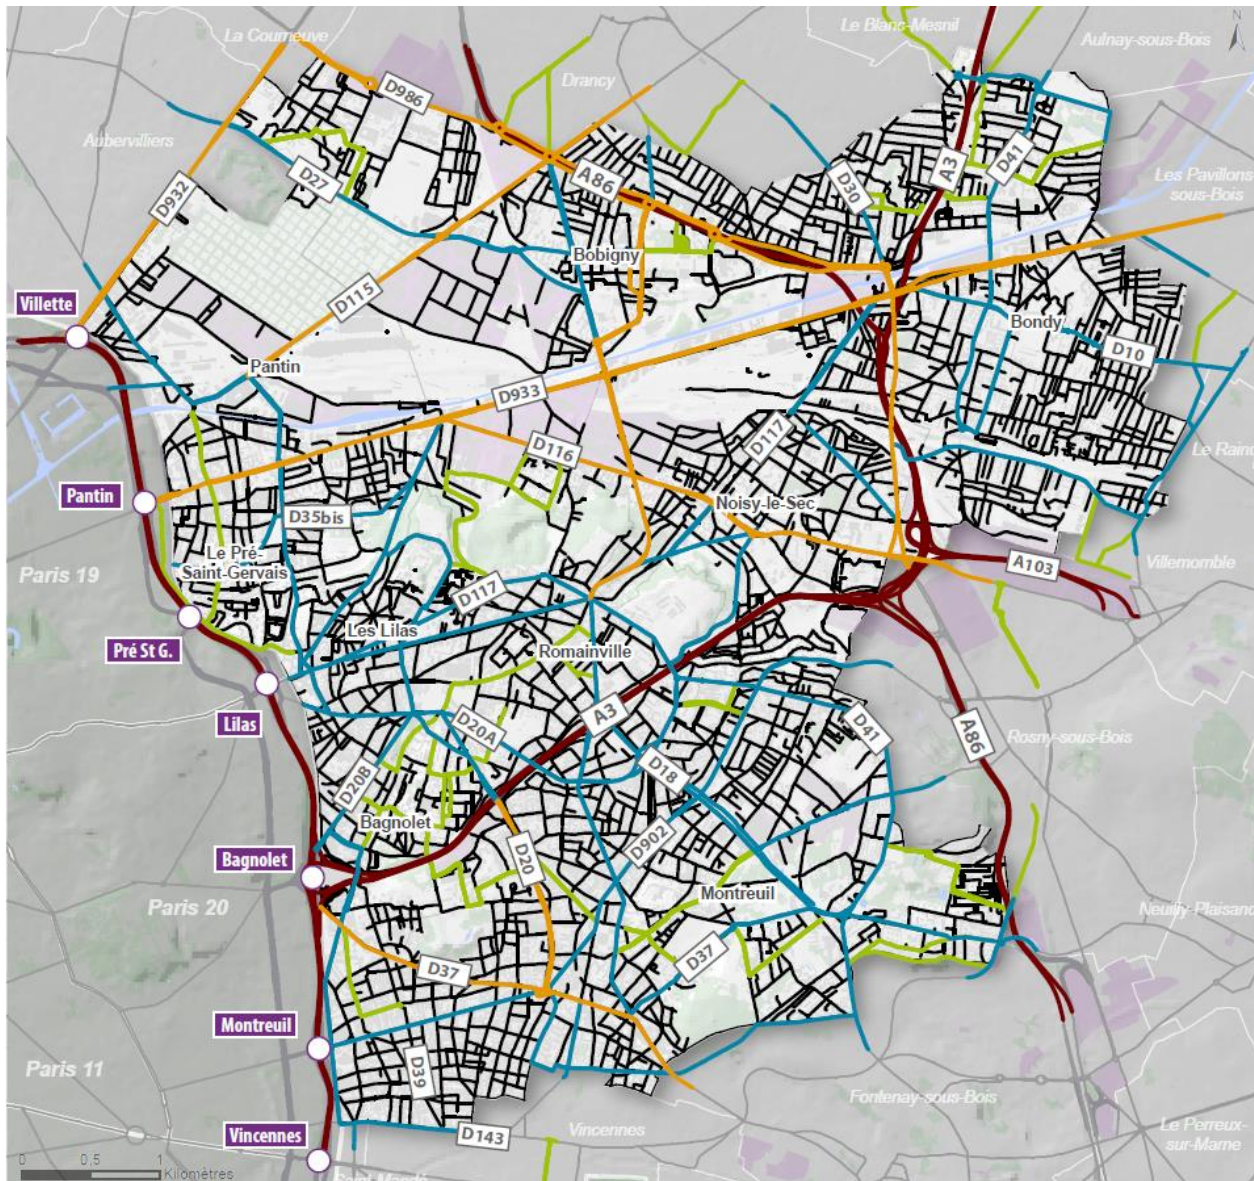 La Courneuve
Le Blanc-Mesnil
N
Aulnay-sous-Bois
Drancy
D986
Aubervilliers
A3
D41
A86
D27
D30
Les Pavillons-
sous-Bois
D932
Bobigny
D115
Villette
Bondy
D10
Pantin
D933
D117
D116
Le Rainc
Pantin
Noisy-le-Sec
D35bis
Le Pré-
Saint-Gervais
Paris 19
A103
Villemomble
D117
Les Lilas
Pré St G.
Romainville
Lilas
A3
D20A
D41
A86
Rosny-sous-Bois
D18
D20B
Bagnolet
D902
Bagnolet
D20
Montreuil
Paris 20
Neuilly-Plaisanc
D37
D37
Montreuil
Paris 11
D39
Fontenay-sous-Bois
Vincennes
D143
Vincennes
Le Perreux-
sur-Marne
0 0,5 1
Kilomètres
Saint-Mandé